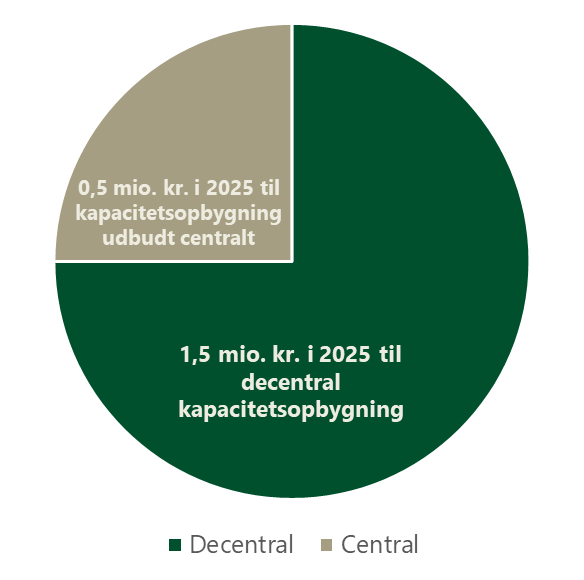 0,5 mio. kr. i 2025 til
kapacitetsopbygning
udbudt centralt
1,5 mio. kr. i 2025 til
decentral
kapacitetsopbygning
Decentral
Central